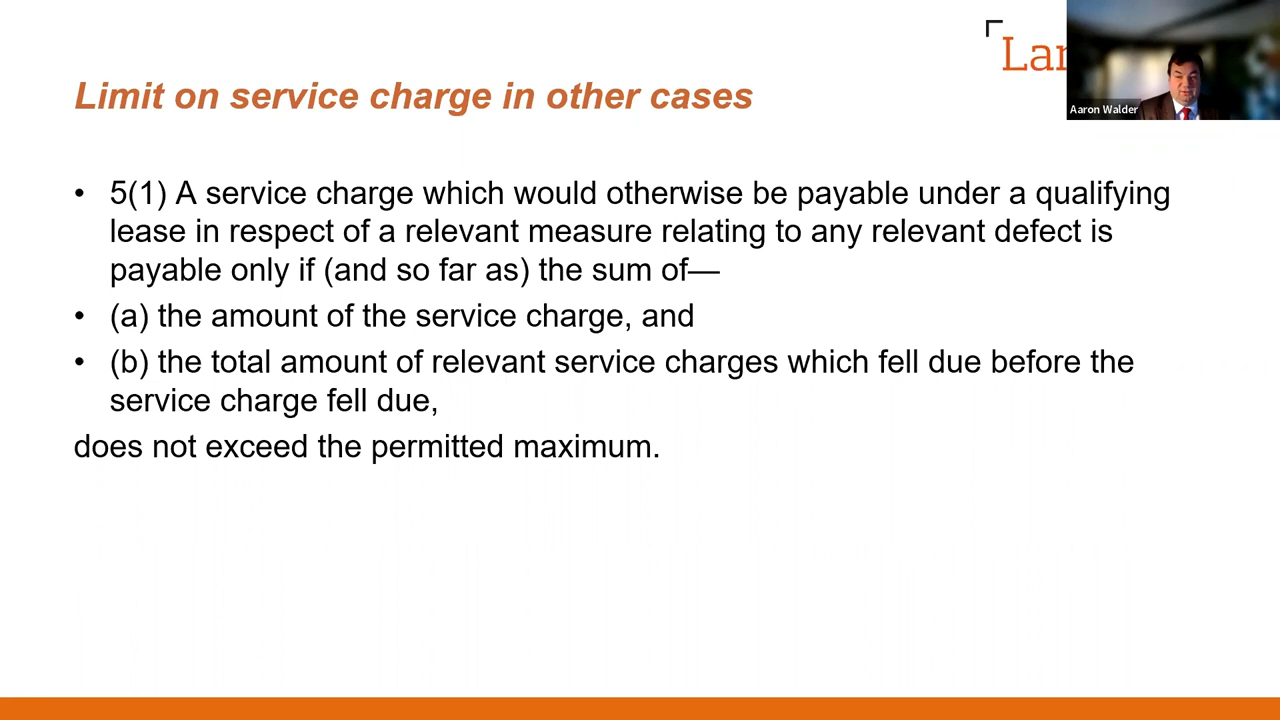 Lar
Aaron Walder
Limit on service charge in other cases
• 5(1) A service charge which would otherwise be payable under a qualifying
lease in respect of a relevant measure relating to any relevant defect is
payable only if (and so far as) the sum of—
• (a) the amount of the service charge, and
• (b) the total amount of relevant service charges which fell due before the
service charge fell due,
does not exceed the permitted maximum.